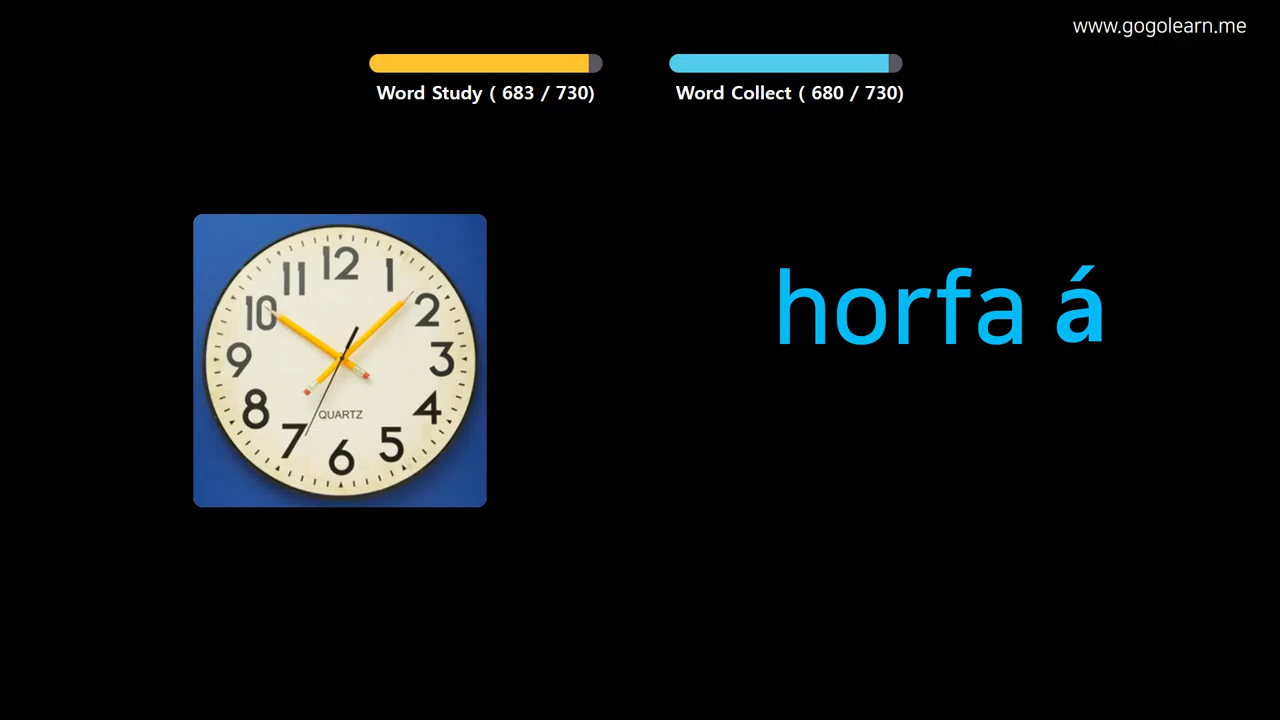 www.gogolearn.me
Word Study ( 683 / 730)
Word Collect ( 680 / 730)
12
11
1
10
2
9
3
8
4
QUARTZ
7
5
6
horfa á